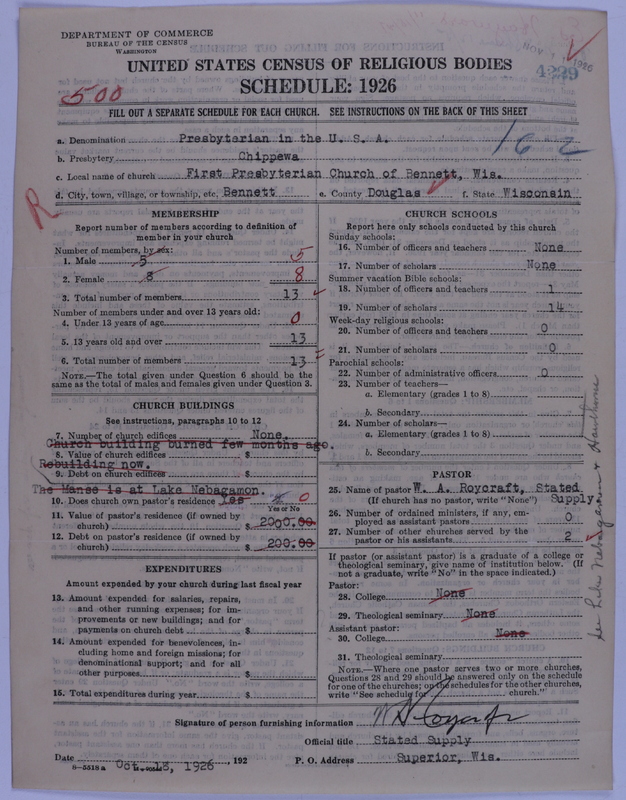 DEPARTMENT OF COMMERCE
BUREAU OF THE CENSUS
WASHINGTON
4229
UNITED STATES CENSUS OF RELIGIOUS BODIES
SCHEDULE: 1926
500
FILL OUT A SEPARATE SCHEDULE FOR EACH CHURCH. SEE INSTRUCTIONS ON THE BACK OF THIS SHEET
162
a. Denomination Presbyterian in the U. S. A.
b. Presbytery Chippewa
c. Local name of church First Presbyterian Church of Bennett, Wis.
d. City, town, village, or township, etc. Bennett e. County Douglas f. State Wisconsin
R
MEMBERSHIP
Report number of members according to definition of
member in your church
Number of members, by sex:
1. Male 5 5
2. Female 8 8
3. Total number of members 13
Number of members under and over 13 years old:
4. Under 13 years of age 0
5. 13 years old and over 13
6. Total number of members 13
NOTE.—The total given under Question 6 should be
same as the total of males and females given under Question 3.
CHURCH BUILDINGS
See instructions, paragraphs 10 to 12
7. Number of church edifices None.
Church building burned few months ago.
8. Value of church edifices $
Rebuilding now.
9. Debt on church edifices $
The Manse is at Lake Nebagamon.
10. Does church own pastor's residence Yes 0
Yes or No
11. Value of pastor's residence (if owned by
church) $ 2000.00
12. Debt on pastor's residence (if owned by
church) $ 200.00
EXPENDITURES
Amount expended by your church during last fiscal year
13. Amount expended for salaries, repairs,
and other running expenses; for im-
provements or new buildings; and for
payments on church debt $
14. Amount expended for benevolences, in-
cluding home and foreign missions; for
denominational support; and for all
other purposes $
15. Total expenditures during year $
CHURCH SCHOOLS
Report here only schools conducted by this church
Sunday schools:
16. Number of officers and teachers None
17. Number of scholars None
Summer vacation Bible schools:
18. Number of officers and teachers 1
19. Number of scholars 14
Week-day religious schools:
20. Number of officers and teachers 0
21. Number of scholars 0
Parochial schools:
22. Number of administrative officers 0
23. Number of teachers—
a. Elementary (grades 1 to 8)
b. Secondary
24. Number of scholars—
a. Elementary (grades 1 to 8)
b. Secondary
PASTOR
25. Name of pastor W. A. Roycraft, Stated
(If church has no pastor, write "None") Supply
26. Number of ordained ministers, if any, em-
ployed as assistant pastors 0
27. Number of other churches served by the
pastor or his assistants 2
If pastor (or assistant pastor) is a graduate of a college or
theological seminary, give name of institution below. (If
not a graduate, write "No" in the space indicated.)
Pastor:
28. College None
29. Theological seminary None
Assistant pastor:
30. College None
31. Theological seminary
NOTE.—Where one pastor serves two or more churches,
Questions 28 and 29 should be answered only on the schedule
for one of the churches; on the schedules for the other churches,
write "See schedule for church."
See Lake Nebagamon & Hawthorne
Signature of person furnishing information W A Roycraft
Official title Stated Supply
Date Oct. 18, 1926, 192 P. O. Address Superior, Wis.
8-5518 a